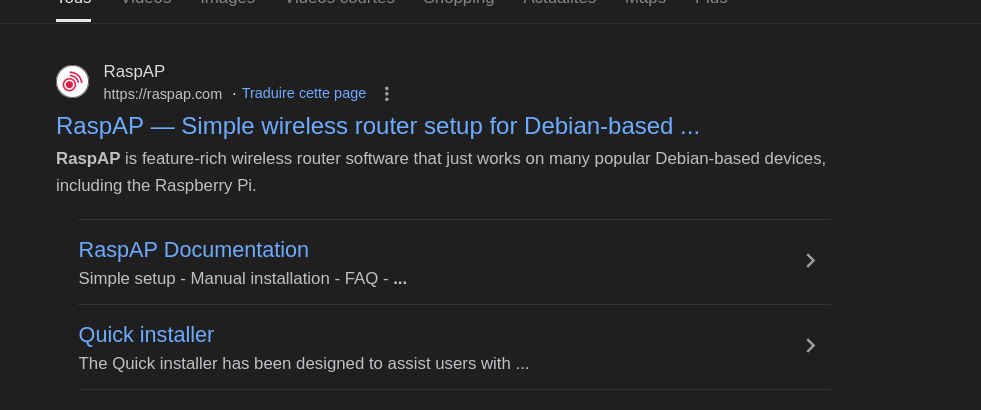 Tous Vidéos Images Vidéos courtes Shopping Actualités Maps Plus
RaspAP
https://raspap.com · Traduire cette page
RaspAP — Simple wireless router setup for Debian-based ...
RaspAP is feature-rich wireless router software that just works on many popular Debian-based devices,
including the Raspberry Pi.
RaspAP Documentation
Simple setup - Manual installation - FAQ - ...
Quick installer
The Quick installer has been designed to assist users with ...